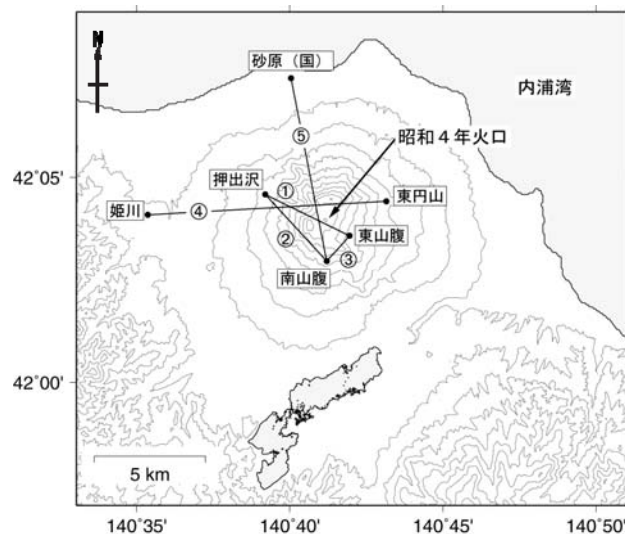 N
砂原（国）
内浦湾
⑤
昭和４年火口
42˚05'
押出沢
①
東円山
姫川
④
東山腹
②
③
南山腹
42˚00'
5 km
140˚35'
140˚40'
140˚45'
140˚50'